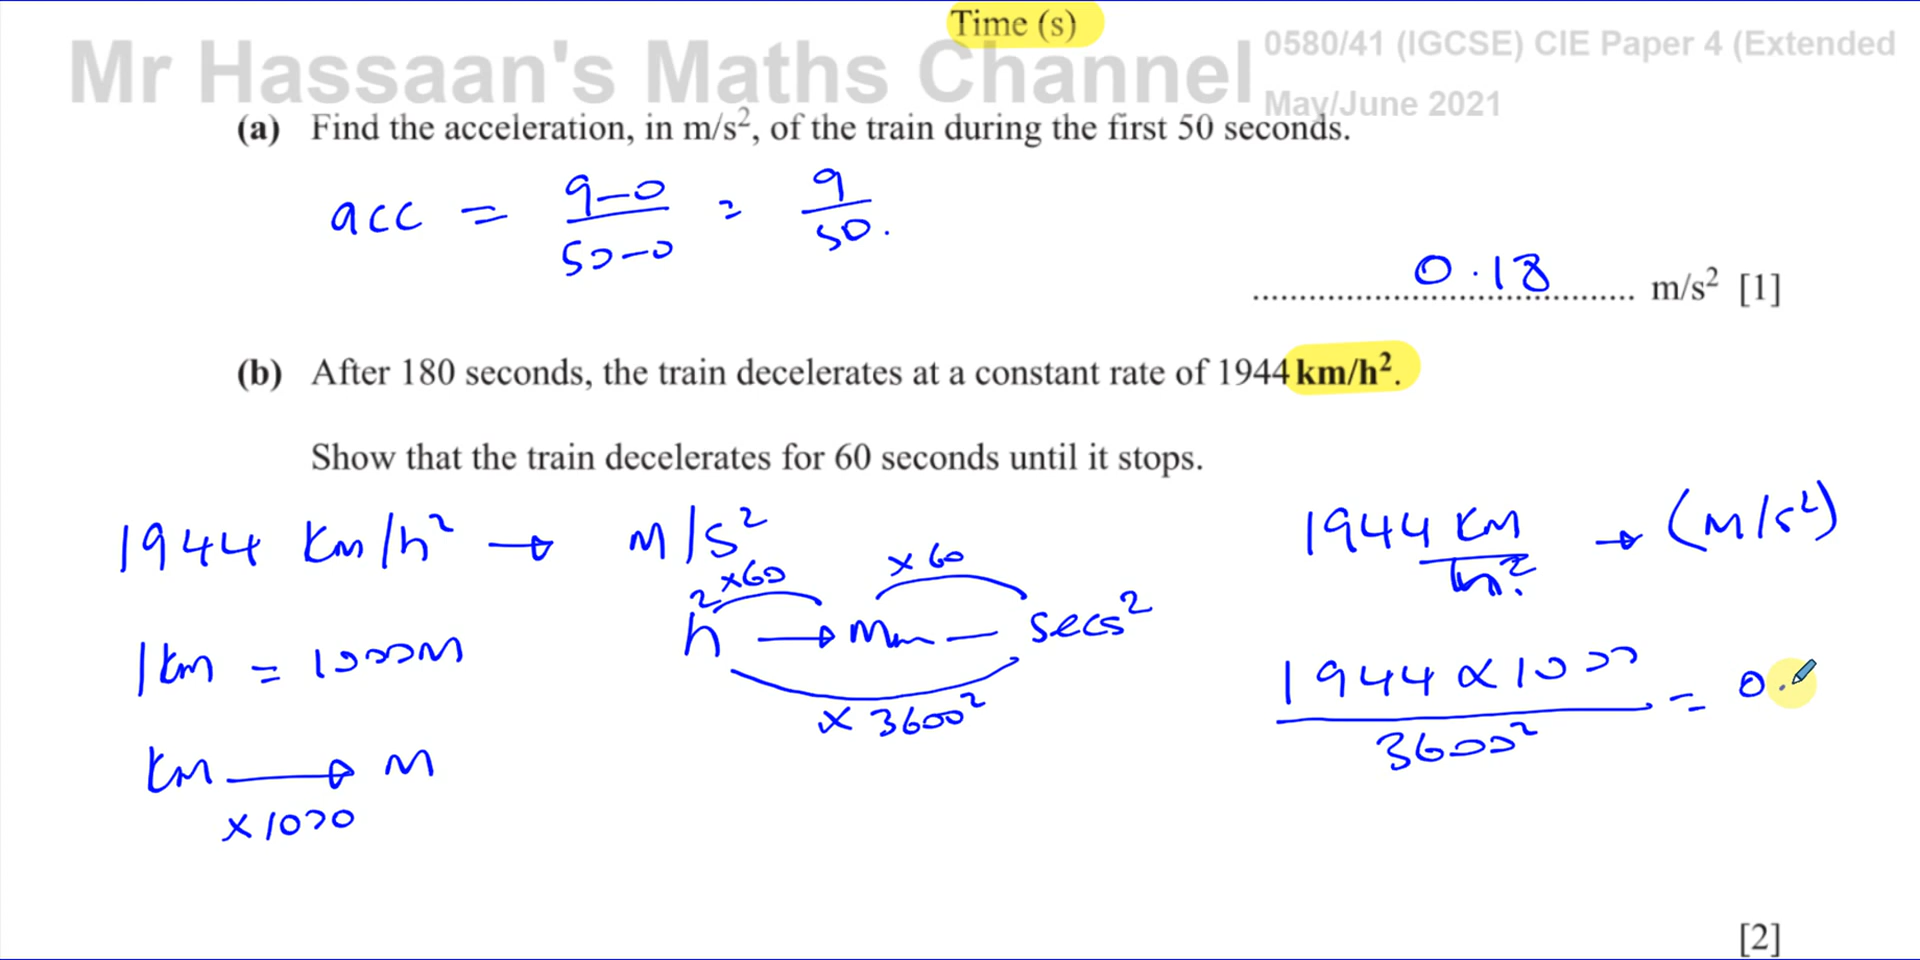 Time (s)
Mr Hassaan's Maths Channel
0580/41 (IGCSE) CIE Paper 4 (Extended
May/June 2021
(a) Find the acceleration, in m/s², of the train during the first 50 seconds.
acc = 9-0 / 50-0 = 9 / 50.
0.18 m/s² [1]
(b) After 180 seconds, the train decelerates at a constant rate of 1944 km/h².
Show that the train decelerates for 60 seconds until it stops.
1944 km/h² → m/s²
1944 km / h² → (m/s²)
×60 ×60
h² → min — secs²
× 3600²
1km = 1000m
1944 × 1000 / 3600² = 0.
km → m
×1000
[2]